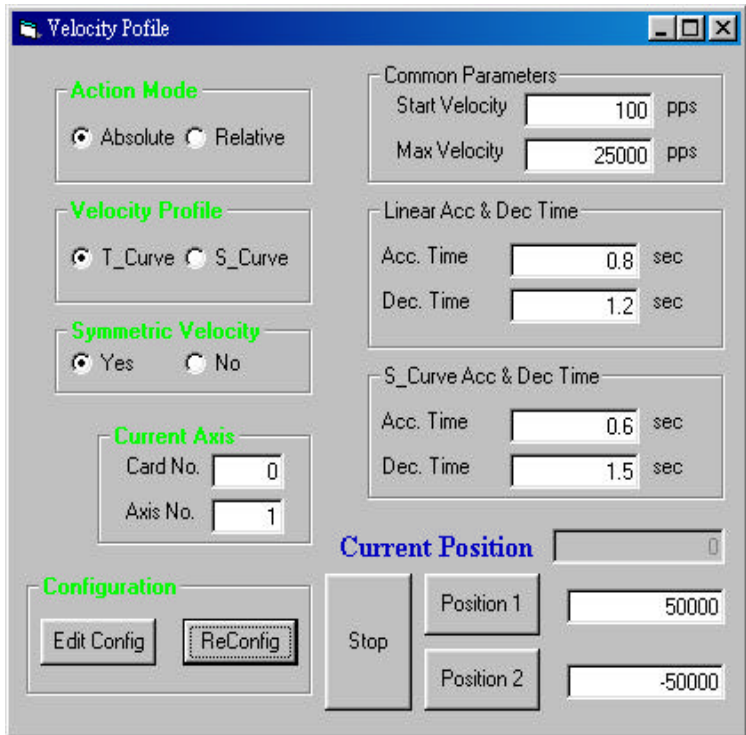 Velocity Pofile
Action Mode
Absolute Relative
Velocity Profile
T_Curve S_Curve
Symmetric Velocity
Yes No
Current Axis
Card No. 0
Axis No. 1
Configuration
Edit Config ReConfig
Common Parameters
Start Velocity 100 pps
Max Velocity 25000 pps
Linear Acc & Dec Time
Acc. Time 0.8 sec
Dec. Time 1.2 sec
S_Curve Acc & Dec Time
Acc. Time 0.6 sec
Dec. Time 1.5 sec
Current Position 0
Stop
Position 1 50000
Position 2 -50000